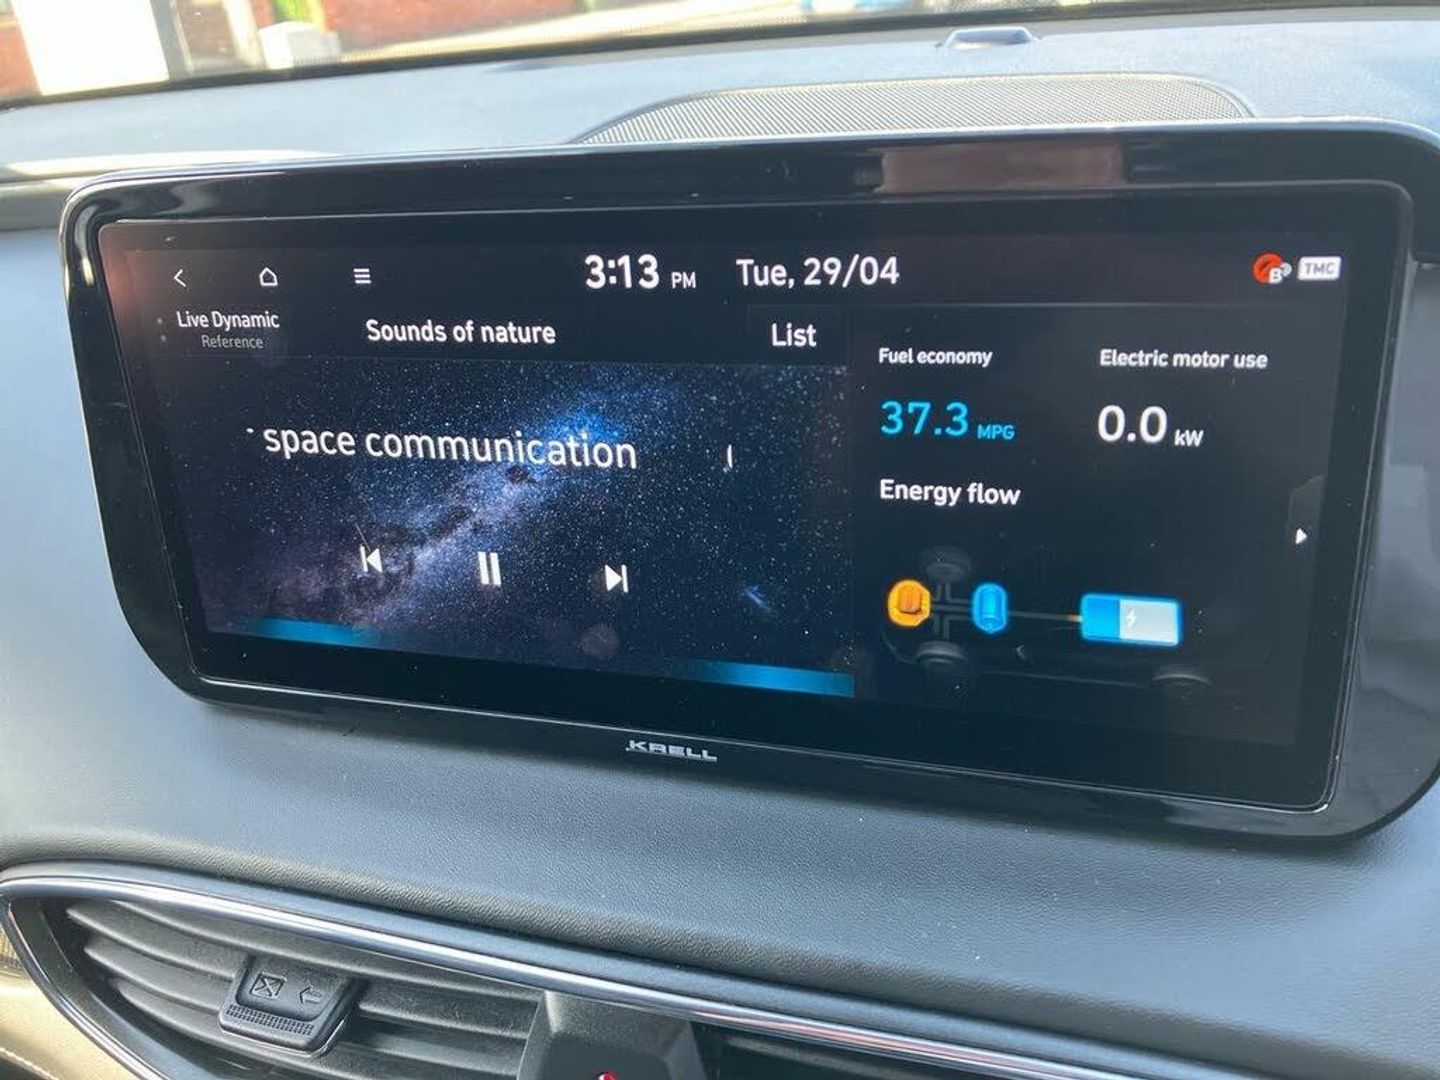 3:13 PM Tue, 29/04
B
TMC
Live Dynamic
Reference
Sounds of nature
List
space communication
Fuel economy
Electric motor use
37.3 MPG
0.0 kW
Energy flow
KRELL